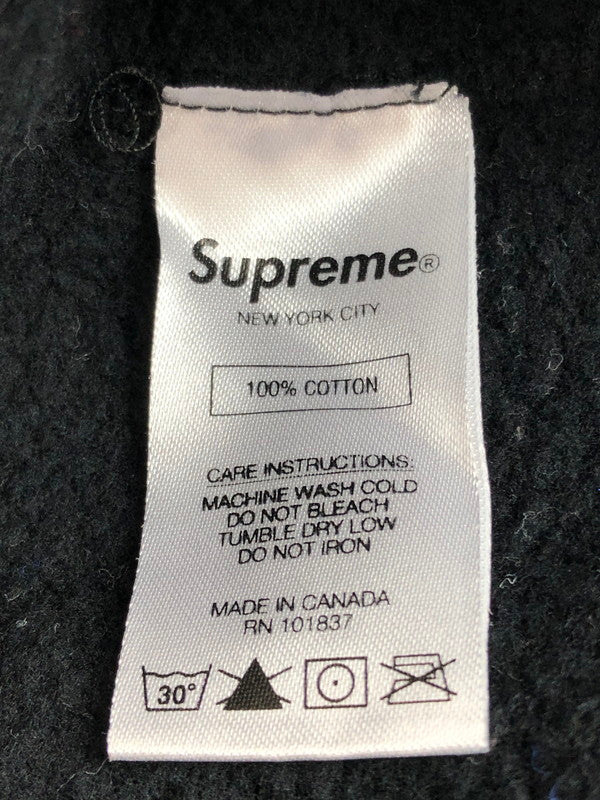 Supreme®
NEW YORK CITY
100% COTTON
CARE INSTRUCTIONS:
MACHINE WASH COLD
DO NOT BLEACH
TUMBLE DRY LOW
DO NOT IRON
MADE IN CANADA
RN 101837
30°